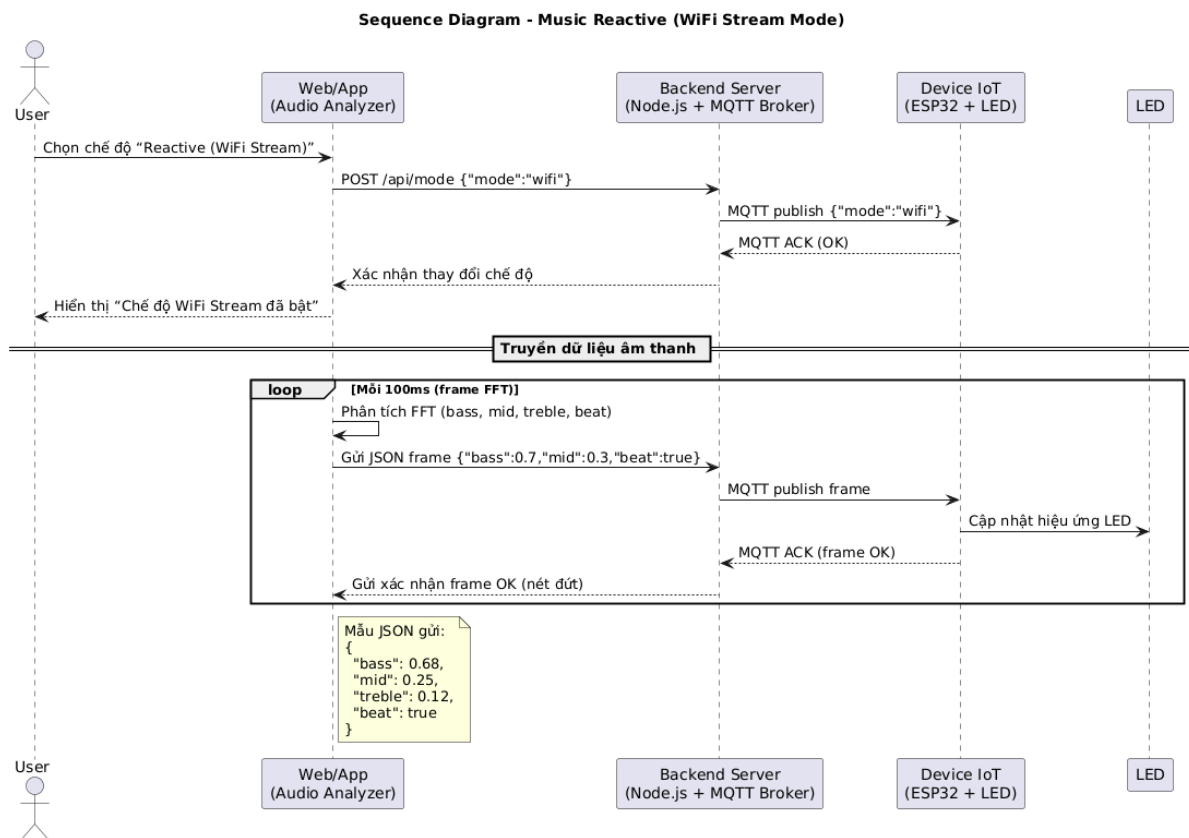 Sequence Diagram - Music Reactive (WiFi Stream Mode)
User
Web/App
(Audio Analyzer)
Backend Server
(Node.js + MQTT Broker)
Device IoT
(ESP32 + LED)
LED
Chọn chế độ “Reactive (WiFi Stream)”
POST /api/mode {"mode":"wifi"}
MQTT publish {"mode":"wifi"}
MQTT ACK (OK)
Xác nhận thay đổi chế độ
Hiển thị “Chế độ WiFi Stream đã bật”
Truyền dữ liệu âm thanh
loop [Mỗi 100ms (frame FFT)]
Phân tích FFT (bass, mid, treble, beat)
Gửi JSON frame {"bass":0.7,"mid":0.3,"beat":true}
MQTT publish frame
Cập nhật hiệu ứng LED
MQTT ACK (frame OK)
Gửi xác nhận frame OK (nét đứt)
Mẫu JSON gửi:
{
"bass": 0.68,
"mid": 0.25,
"treble": 0.12,
"beat": true
}
User
Web/App
(Audio Analyzer)
Backend Server
(Node.js + MQTT Broker)
Device IoT
(ESP32 + LED)
LED